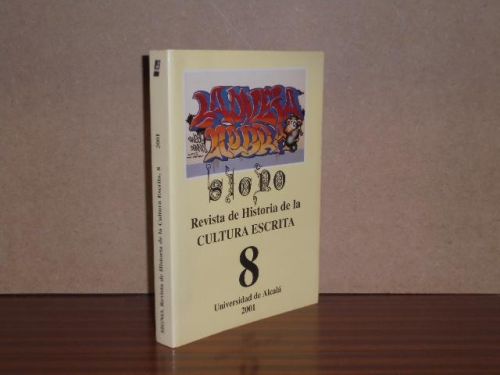 SIGNO
Revista de Historia de la
CULTURA ESCRITA
8
Universidad de Alcalá
2001
SIGNO, Revista de Historia de la Cultura Escrita, 8 2001